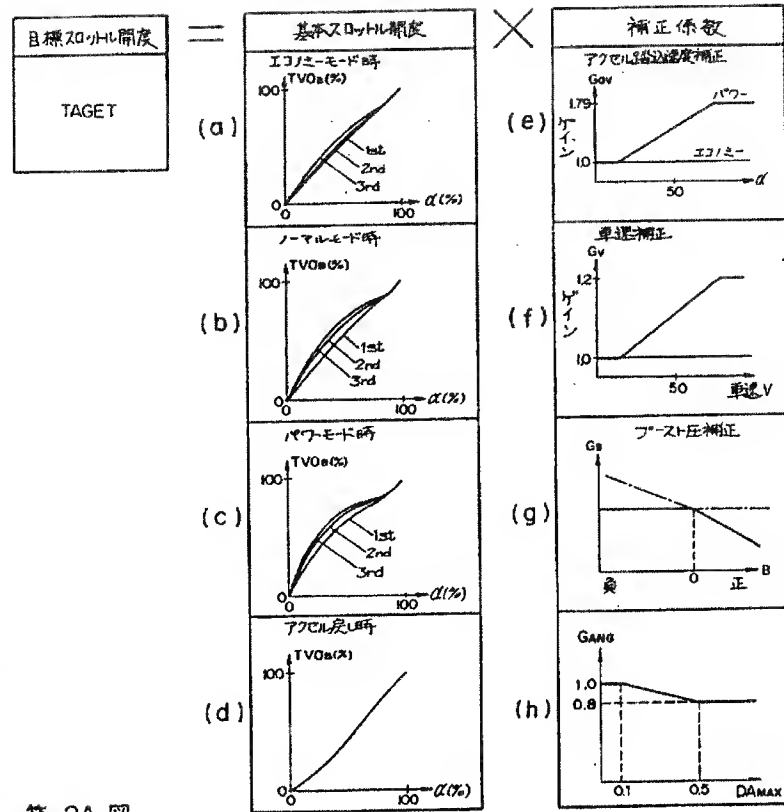 目標スロットル開度
TAGET
=
基本スロットル開度
×
補正係数
(a)
エコノミーモード時
TVOB(%)
100
1st
2nd
3rd
0
100
α(%)
(b)
ノーマルモード時
TVOB(%)
100
1st
2nd
3rd
0
100
α(%)
(c)
パワーモード時
TVOB(%)
100
1st
2nd
3rd
0
100
α(%)
(d)
アクセル戻し時
TVOB(%)
100
0
100
α(%)
(e)
アクセル踏込速度補正
Gav
1.79
パワー
ゲイン
エコノミー
1.0
50
(f)
車速補正
Gv
1.2
ゲイン
1.0
50
車速V
(g)
ブースト圧補正
GB
負
0
正
B
(h)
GANG
1.0
0.8
0.1
0.5
DAMAX
第 2A 図